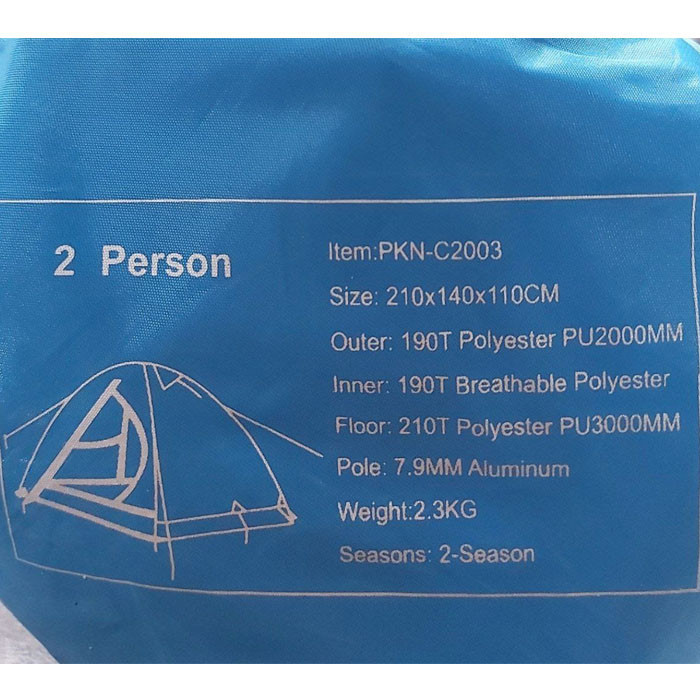 2 Person
Item:PKN-C2003
Size: 210x140x110CM
Outer: 190T Polyester PU2000MM
Inner: 190T Breathable Polyester
Floor: 210T Polyester PU3000MM
Pole: 7.9MM Aluminum
Weight:2.3KG
Seasons: 2-Season